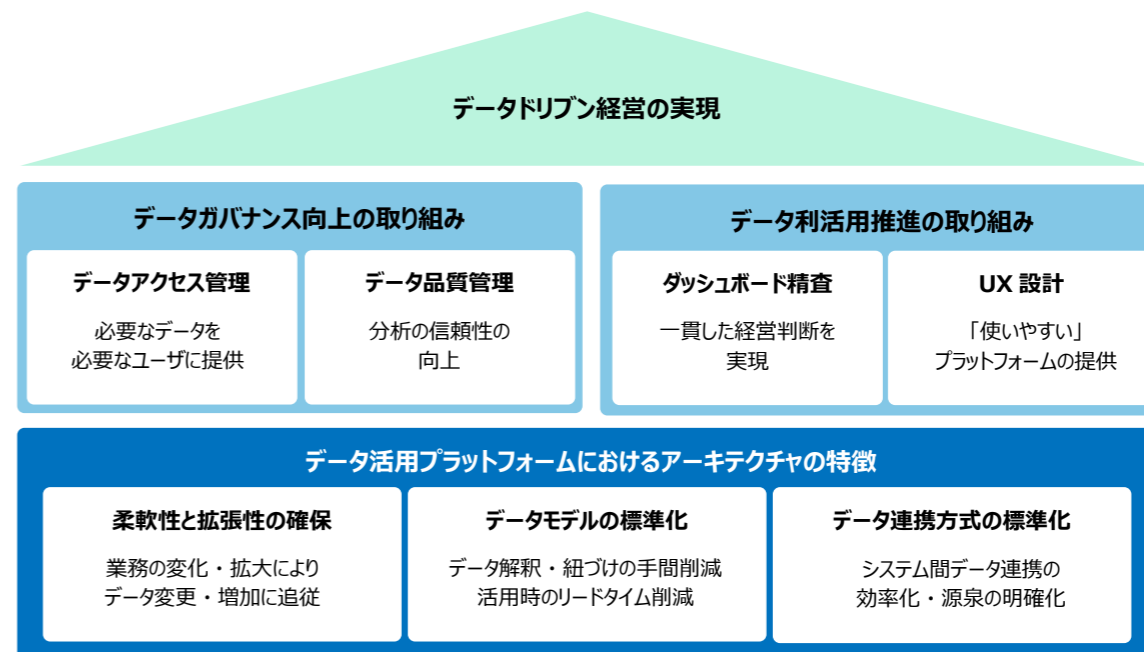 データドリブン経営の実現
データガバナンス向上の取り組み
データアクセス管理
必要なデータを
必要なユーザに提供
データ品質管理
分析の信頼性の
向上
データ利活用推進の取り組み
ダッシュボード精査
一貫した経営判断を
実現
UX 設計
「使いやすい」
プラットフォームの提供
データ活用プラットフォームにおけるアーキテクチャの特徴
柔軟性と拡張性の確保
業務の変化・拡大により
データ変更・増加に追従
データモデルの標準化
データ解釈・紐づけの手間削減
活用時のリードタイム削減
データ連携方式の標準化
システム間データ連携の
効率化・源泉の明確化